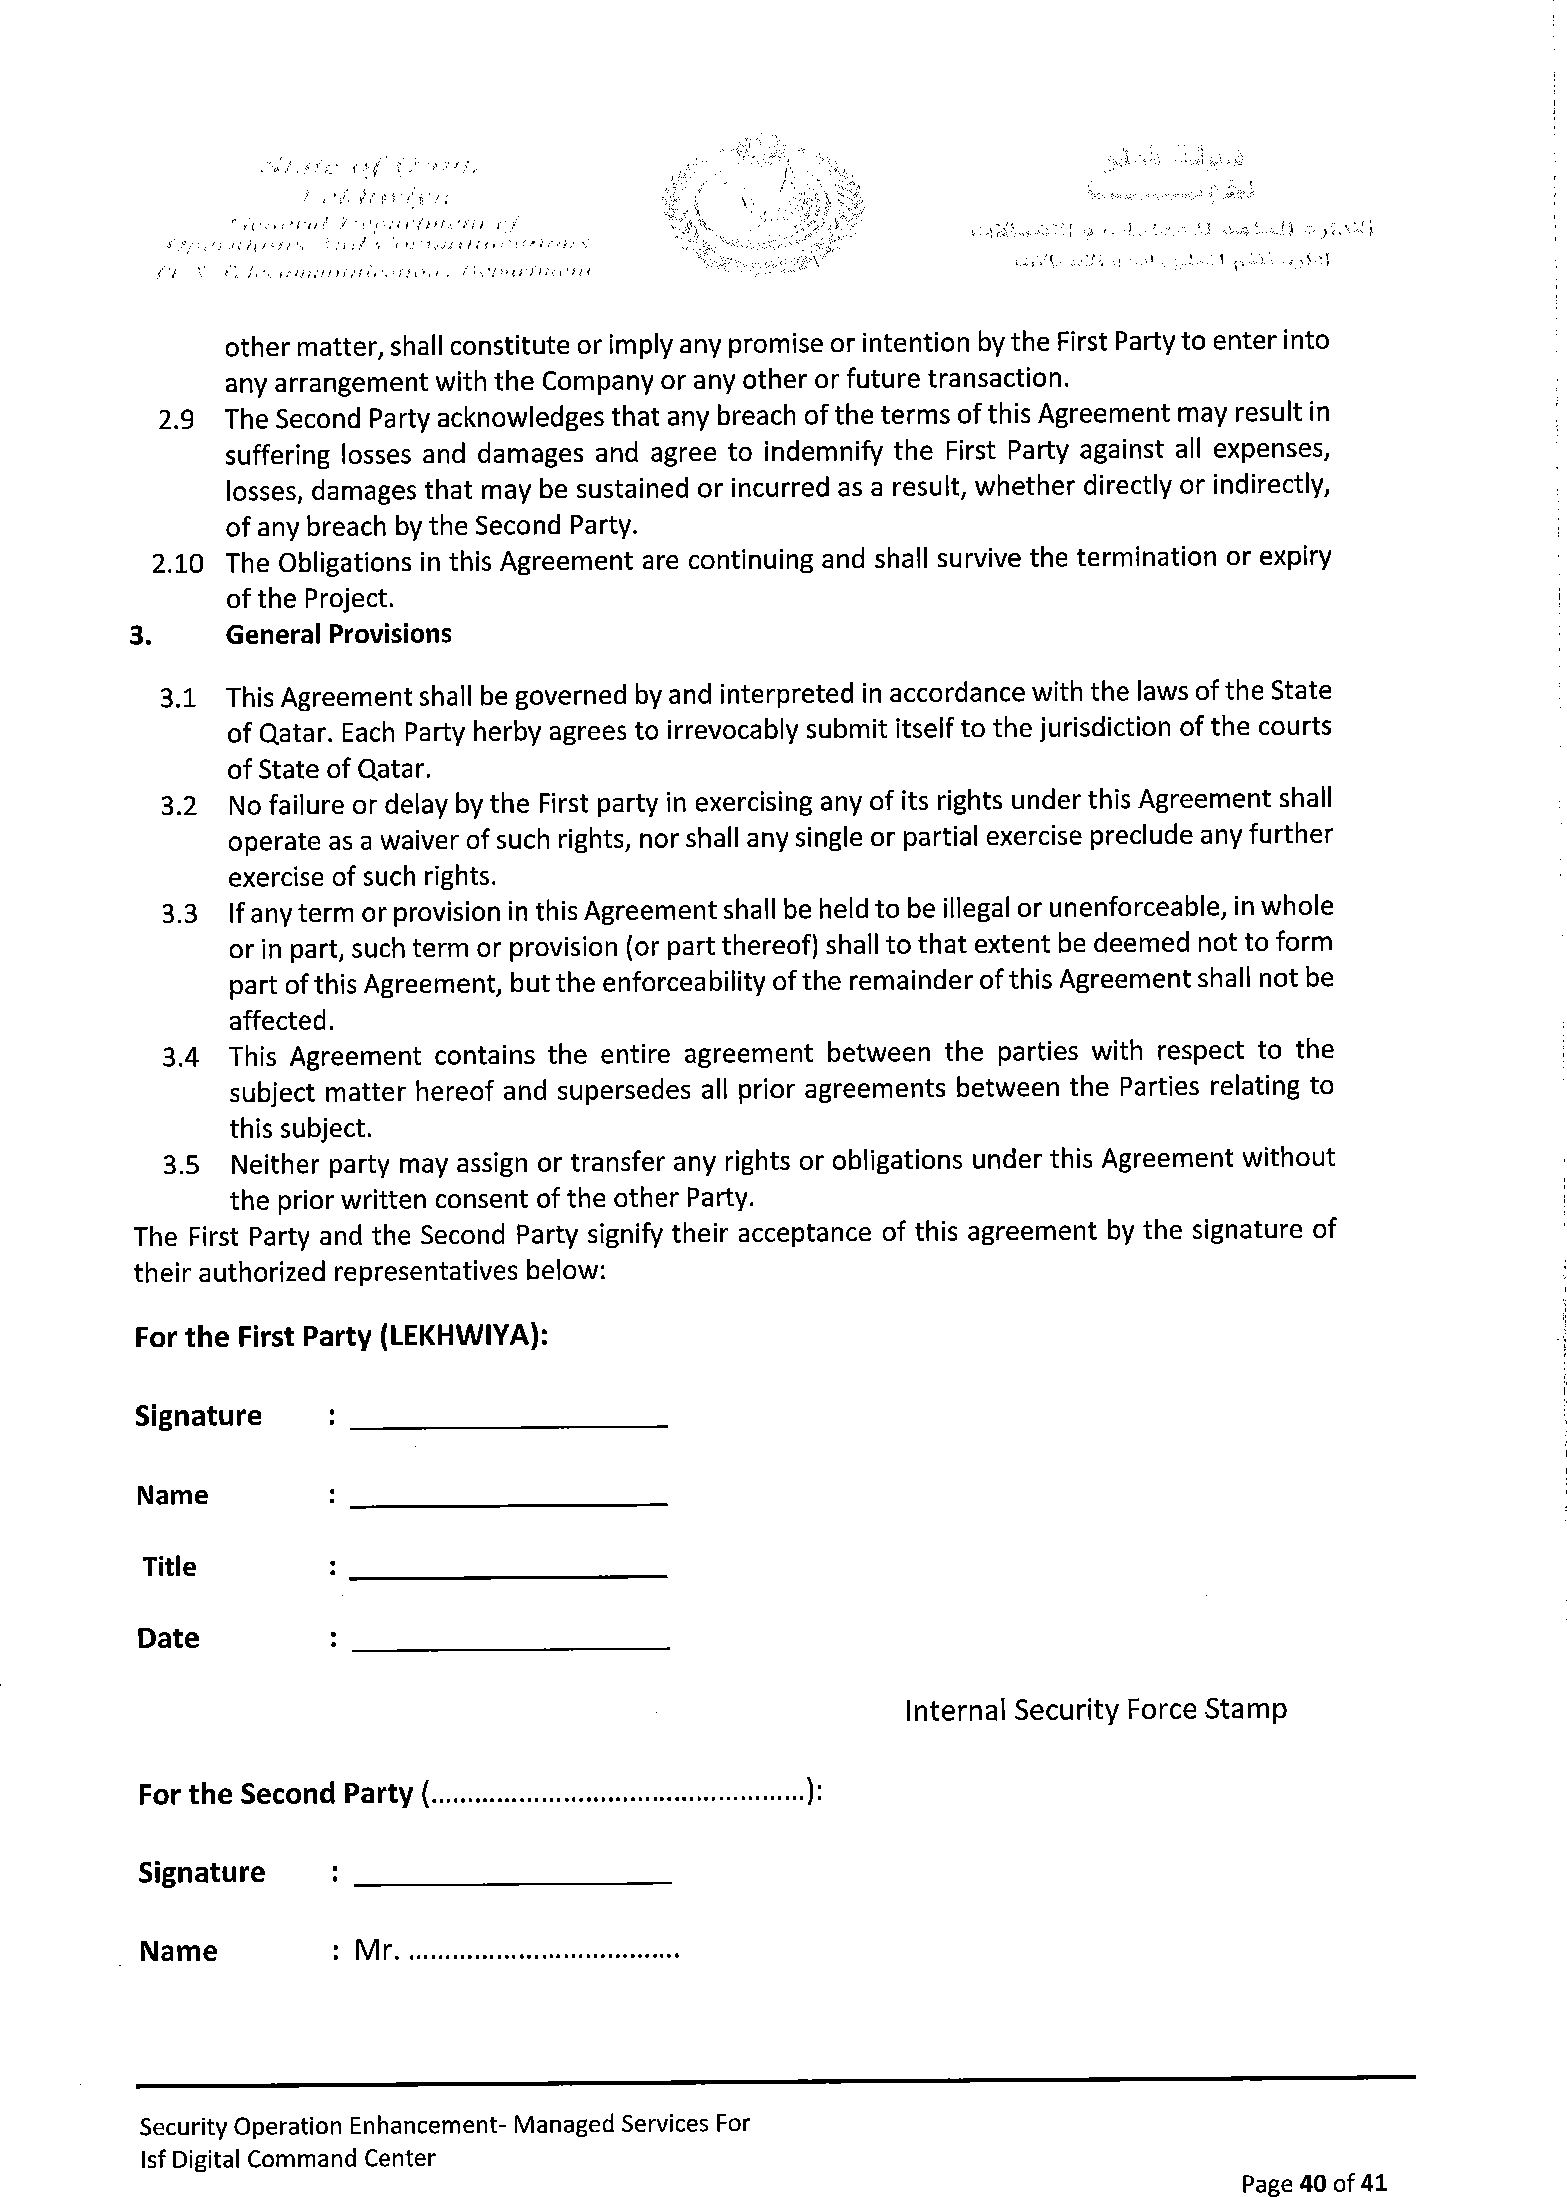 State of Qatar
Lekhwiya
General Department of
Operations And Communications
Department
other matter, shall constitute or imply any promise or intention by the First Party to enter into
any arrangement with the Company or any other or future transaction.
2.9 The Second Party acknowledges that any breach of the terms of this Agreement may result in
suffering losses and damages and agree to indemnify the First Party against all expenses,
losses, damages that may be sustained or incurred as a result, whether directly or indirectly,
of any breach by the Second Party.
2.10 The Obligations in this Agreement are continuing and shall survive the termination or expiry
of the Project.
3. General Provisions
3.1 This Agreement shall be governed by and interpreted in accordance with the laws of the State
of Qatar. Each Party herby agrees to irrevocably submit itself to the jurisdiction of the courts
of State of Qatar.
3.2 No failure or delay by the First party in exercising any of its rights under this Agreement shall
operate as a waiver of such rights, nor shall any single or partial exercise preclude any further
exercise of such rights.
3.3 If any term or provision in this Agreement shall be held to be illegal or unenforceable, in whole
or in part, such term or provision (or part thereof) shall to that extent be deemed not to form
part of this Agreement, but the enforceability of the remainder of this Agreement shall not be
affected.
3.4 This Agreement contains the entire agreement between the parties with respect to the
subject matter hereof and supersedes all prior agreements between the Parties relating to
this subject.
3.5 Neither party may assign or transfer any rights or obligations under this Agreement without
the prior written consent of the other Party.
The First Party and the Second Party signify their acceptance of this agreement by the signature of
their authorized representatives below:
For the First Party (LEKHWIYA):
Signature : ____________________
Name : ____________________
Title : ____________________
Date : ____________________
Internal Security Force Stamp
For the Second Party (..................................................):
Signature : ____________________
Name : Mr. .....................................
Security Operation Enhancement- Managed Services For
Isf Digital Command Center
Page 40 of 41